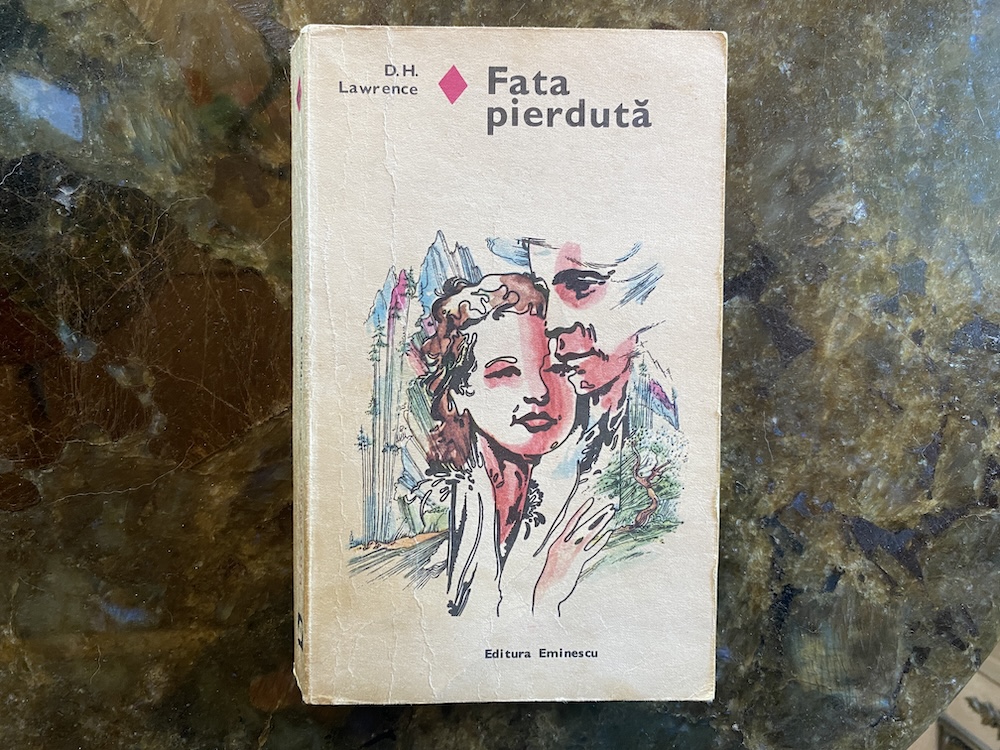 D. H.
Lawrence
Fata
pierdută
Editura Eminescu